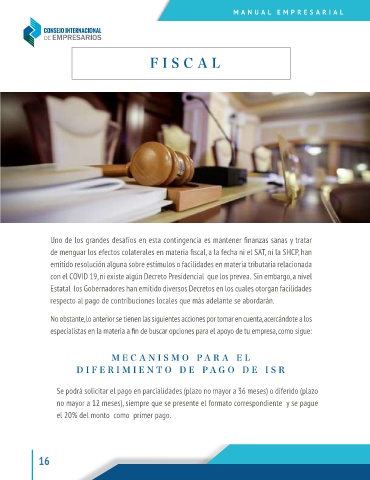 MANUAL EMPRESARIAL
CONSEJO INTERNACIONAL
DE EMPRESARIOS
FISCAL
Uno de los grandes desafíos en esta contingencia es mantener finanzas sanas y tratar
de menguar los efectos colaterales en materia fiscal, a la fecha ni el SAT, ni la SHCP, han
emitido resolución alguna sobre estímulos o facilidades en materia tributaria relacionada
con el COVID 19, ni existe algún Decreto Presidencial que los prevea. Sin embargo, a nivel
Estatal los Gobernadores han emitido diversos Decretos en los cuales otorgan facilidades
respecto al pago de contribuciones locales que más adelante se abordarán.
No obstante, lo anterior se tienen las siguientes acciones por tomar en cuenta, acercándote a los
especialistas en la materia a fin de buscar opciones para el apoyo de tu empresa, como sigue:
MECANISMO PARA EL
DIFERIMIENTO DE PAGO DE ISR
Se podrá solicitar el pago en parcialidades (plazo no mayor a 36 meses) o diferido (plazo
no mayor a 12 meses), siempre que se presente el formato correspondiente y se pague
el 20% del monto como primer pago.
16